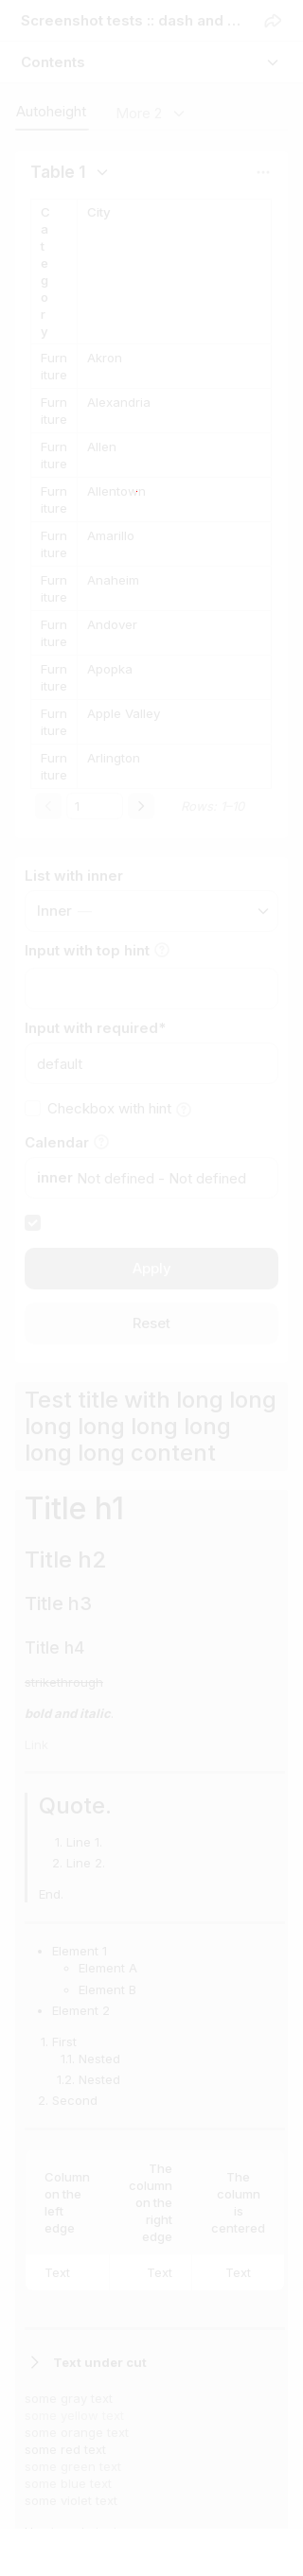 Screenshot tests :: dash and ...
Contents
Autoheight More 2
Table 1
Category City
Furniture Akron
Furniture Alexandria
Furniture Allen
Furniture Allentown
Furniture Amarillo
Furniture Anaheim
Furniture Andover
Furniture Apopka
Furniture Apple Valley
Furniture Arlington
1 Rows: 1–10
List with inner
Inner —
Input with top hint
Input with required*
default
Checkbox with hint
Calendar
inner Not defined - Not defined
Apply
Reset
Test title with long long
long long long long
long long content
Title h1
Title h2
Title h3
Title h4
strikethrough
bold and italic.
Link
Quote.
1. Line 1.
2. Line 2.
End.
• Element 1
◦ Element A
◦ Element B
• Element 2
1. First
1.1. Nested
1.2. Nested
2. Second
Column on the left edge The column on the right edge The column is centered
Text Text Text
Text under cut
some gray text
some yellow text
some orange text
some red text
some green text
some blue text
some violet text